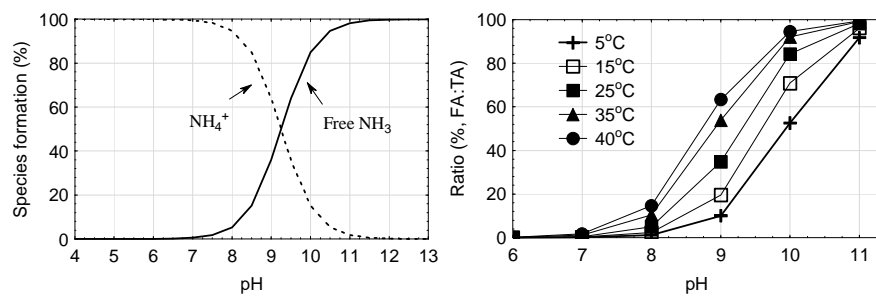 Species formation (%)
100
80
60
40
20
0
NH₄⁺
Free NH₃
4 5 6 7 8 9 10 11 12 13
pH
Ratio (%, FA:TA)
100
80
60
40
20
0
5°C
15°C
25°C
35°C
40°C
6 7 8 9 10 11
pH